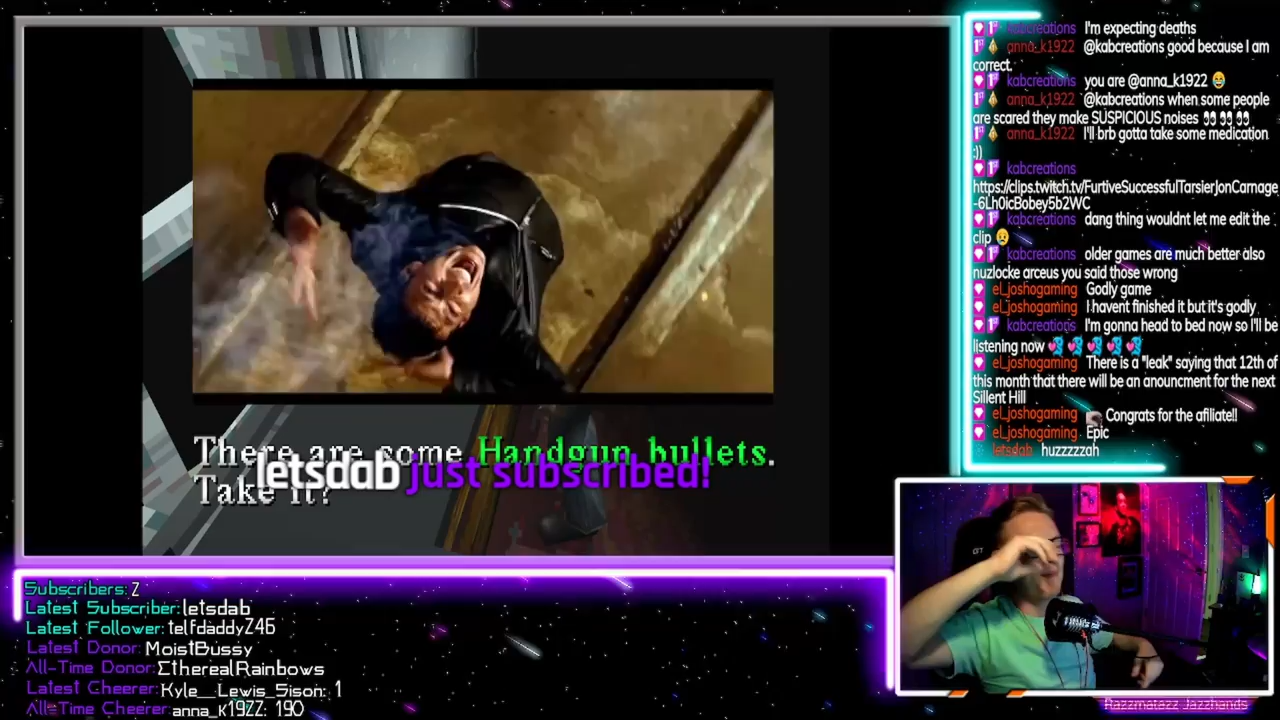 There are some Handgun bullets.
Take it?
letsdab just subscribed!
kabcreations I'm expecting deaths
anna_k1922 @kabcreations good because I am
correct.
kabcreations you are @anna_k1922 😂
anna_k1922 @kabcreations when some people
are scared they make SUSPICIOUS noises 👀 👀 👀
anna_k1922 I'll brb gotta take some medication
:))
kabcreations
https://clips.twitch.tv/FurtiveSuccessfulTarsierJonCarnage
-6Lh0icBobey5b2WC
kabcreations dang thing wouldnt let me edit the
clip 😢
kabcreations older games are much better also
nuzlocke arceus you said those wrong
el_joshogaming Godly game
el_joshogaming I havent finished it but it's godly
kabcreations I'm gonna head to bed now so I'll be
listening now
el_joshogaming There is a "leak" saying that 12th of
this month that there will be an anouncment for the next
Sillent Hill
el_joshogaming Congrats for the afiliate!!
el_joshogaming Epic
letsdab huzzzzzah
Subscribers: 2
Latest Subscriber: letsdab
Latest Follower: telfdaddy246
Latest Donor: MoistBussy
All-Time Donor: EtherealRainbows
Latest Cheerer: Kyle__Lewis_Sison: 1
All-Time Cheerer: anna_k1922: 190
Razzmatazz Jazzhands